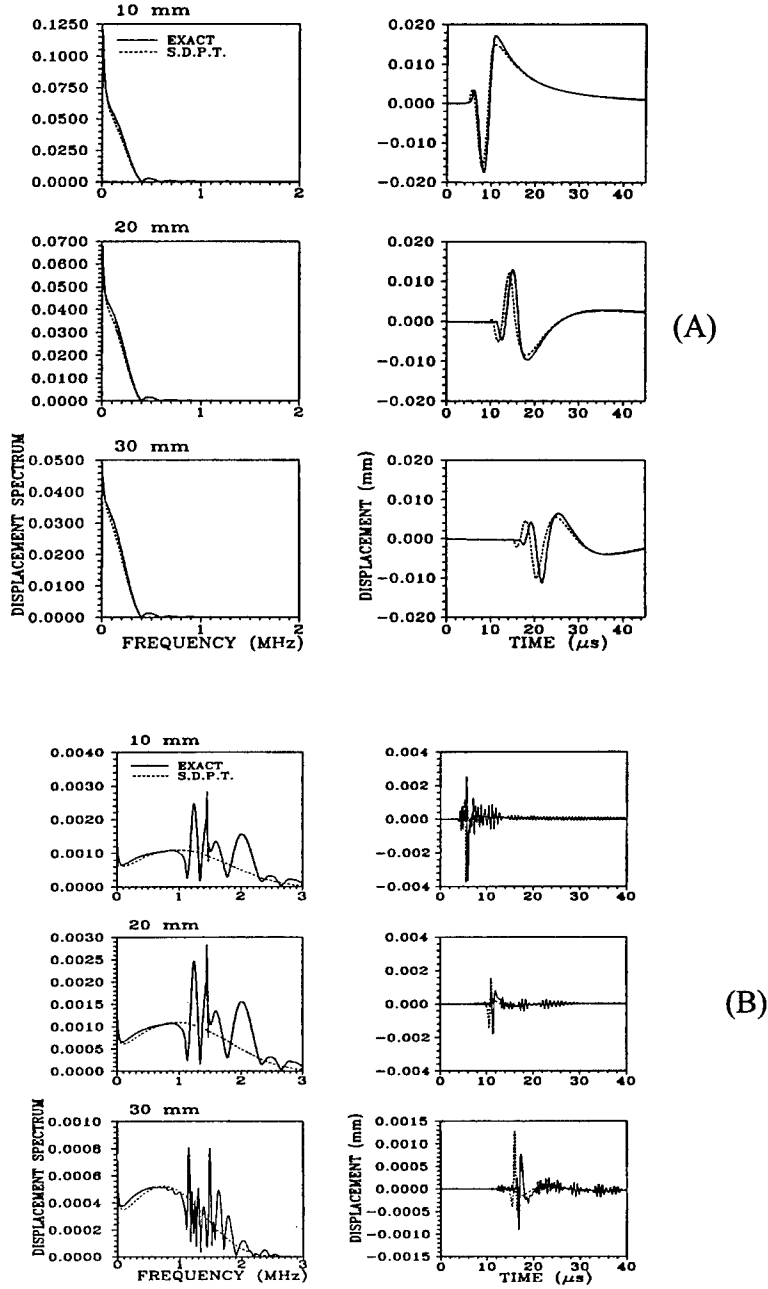 10 mm
0.1250
0.1000
0.0750
0.0500
0.0250
0.0000
0 1 2
EXACT
S.D.P.T.
0.020
0.010
0.000
−0.010
−0.020
0 10 20 30 40
20 mm
0.0700
0.0600
0.0500
0.0400
0.0300
0.0200
0.0100
0.0000
0 1 2
0.020
0.010
0.000
−0.010
−0.020
0 10 20 30 40
(A)
30 mm
DISPLACEMENT SPECTRUM
0.0500
0.0400
0.0300
0.0200
0.0100
0.0000
0 1 2
FREQUENCY (MHz)
DISPLACEMENT (mm)
0.020
0.010
0.000
−0.010
−0.020
0 10 20 30 40
TIME (μs)
10 mm
0.0040
0.0030
0.0020
0.0010
0.0000
0 1 2 3
EXACT
S.D.P.T.
0.004
0.002
0.000
−0.002
−0.004
0 10 20 30 40
20 mm
0.0030
0.0025
0.0020
0.0015
0.0010
0.0005
0.0000
0 1 2 3
0.004
0.002
0.000
−0.002
−0.004
0 10 20 30 40
(B)
30 mm
DISPLACEMENT SPECTRUM
0.0010
0.0008
0.0006
0.0004
0.0002
0.0000
0 1 2 3
FREQUENCY (MHz)
DISPLACEMENT (mm)
0.0015
0.0010
0.0005
0.0000
−0.0005
−0.0010
−0.0015
0 10 20 30 40
TIME (μs)